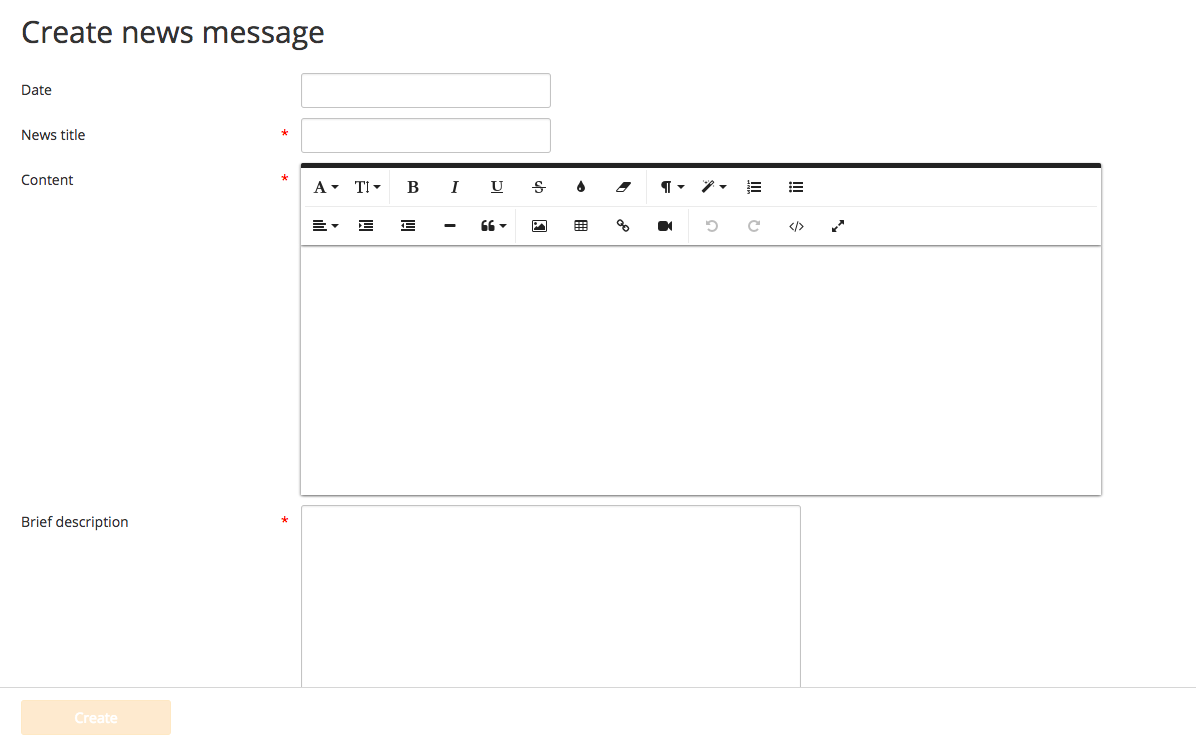 Create news message
Date
News title *
Content *
Brief description *
Create